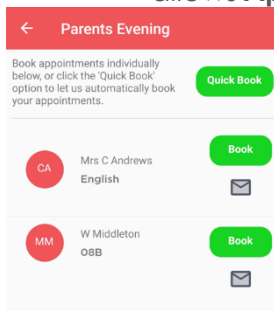 ← Parents Evening
Book appointments individually
below, or click the 'Quick Book'
option to let us automatically book
your appointments.
Quick Book
CA
Mrs C Andrews
English
Book
MM
W Middleton
O8B
Book